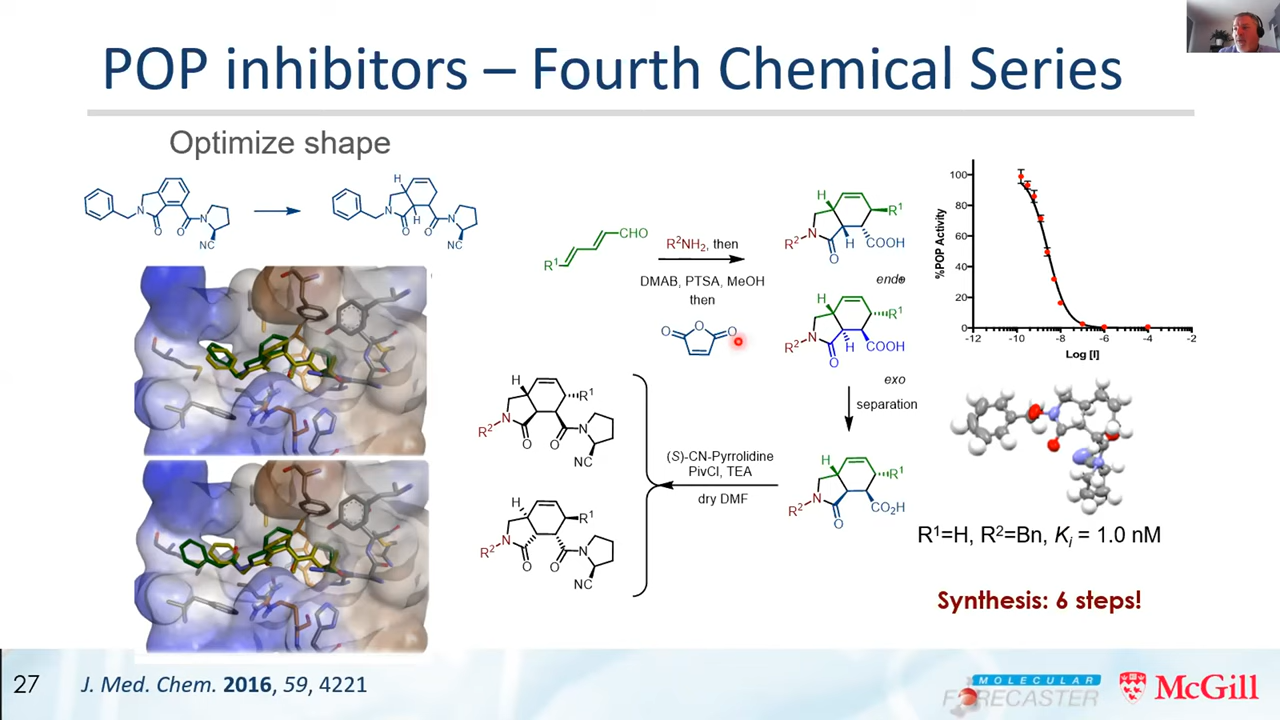 POP inhibitors – Fourth Chemical Series
Optimize shape
N
O
O
N
CN
H
N
O
H
O
N
CN
R¹
CHO
R²NH₂, then
DMAB, PTSA, MeOH
then
O
O
O
H
R¹
R²
N
O
H
COOH
endo
H
R¹
R²
N
O
H
COOH
exo
separation
H
R¹
R²
N
O
CO₂H
(S)-CN-Pyrrolidine
PivCl, TEA
dry DMF
H
R¹
R²
N
O
O
N
NC
H
R¹
R²
N
O
O
N
NC
%POP Activity
100
80
60
40
20
0
-12
-10
-8
-6
-4
-2
Log [I]
R¹=H, R²=Bn, Kᵢ = 1.0 nM
Synthesis: 6 steps!
27
J. Med. Chem. 2016, 59, 4221
MOLECULAR
FORECASTER
McGill